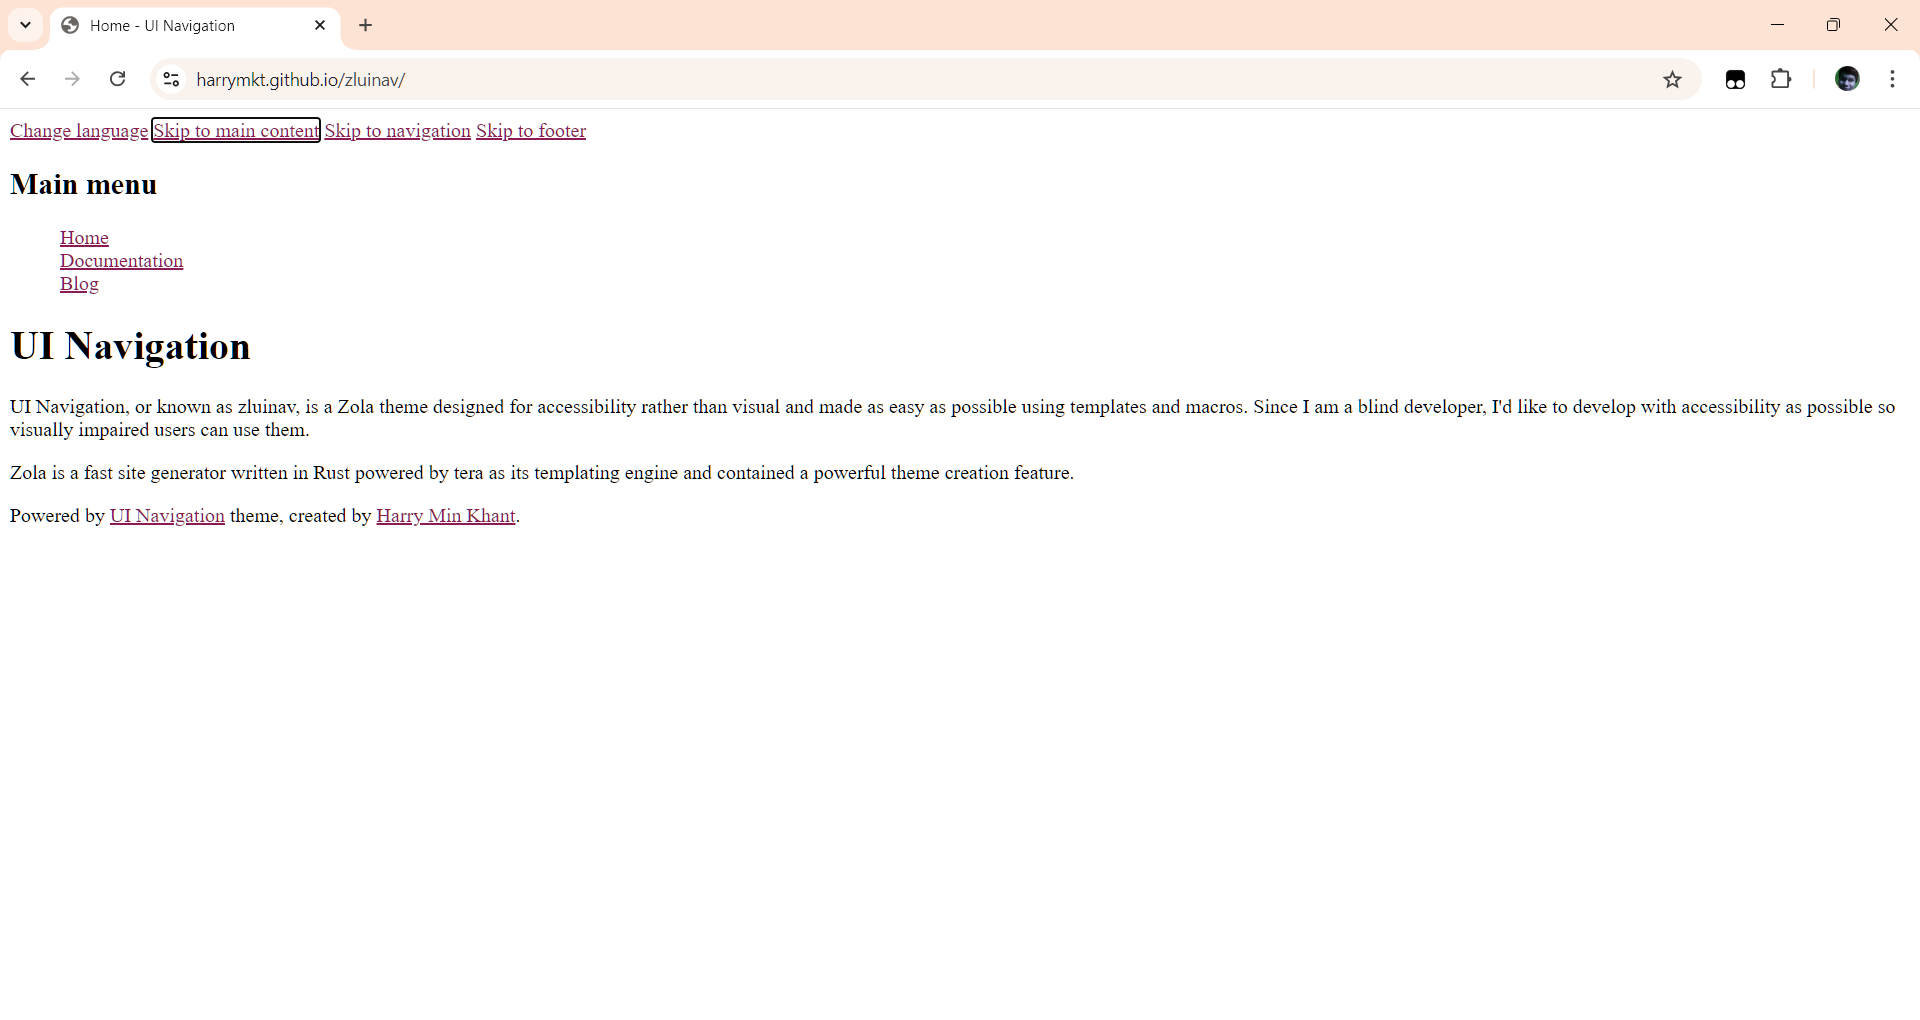 Home - UI Navigation
harrymkt.github.io/zluinav/
Change language Skip to main content Skip to navigation Skip to footer
Main menu
Home
Documentation
Blog
UI Navigation
UI Navigation, or known as zluinav, is a Zola theme designed for accessibility rather than visual and made as easy as possible using templates and macros. Since I am a blind developer, I'd like to develop with accessibility as possible so
visually impaired users can use them.
Zola is a fast site generator written in Rust powered by tera as its templating engine and contained a powerful theme creation feature.
Powered by UI Navigation theme, created by Harry Min Khant.